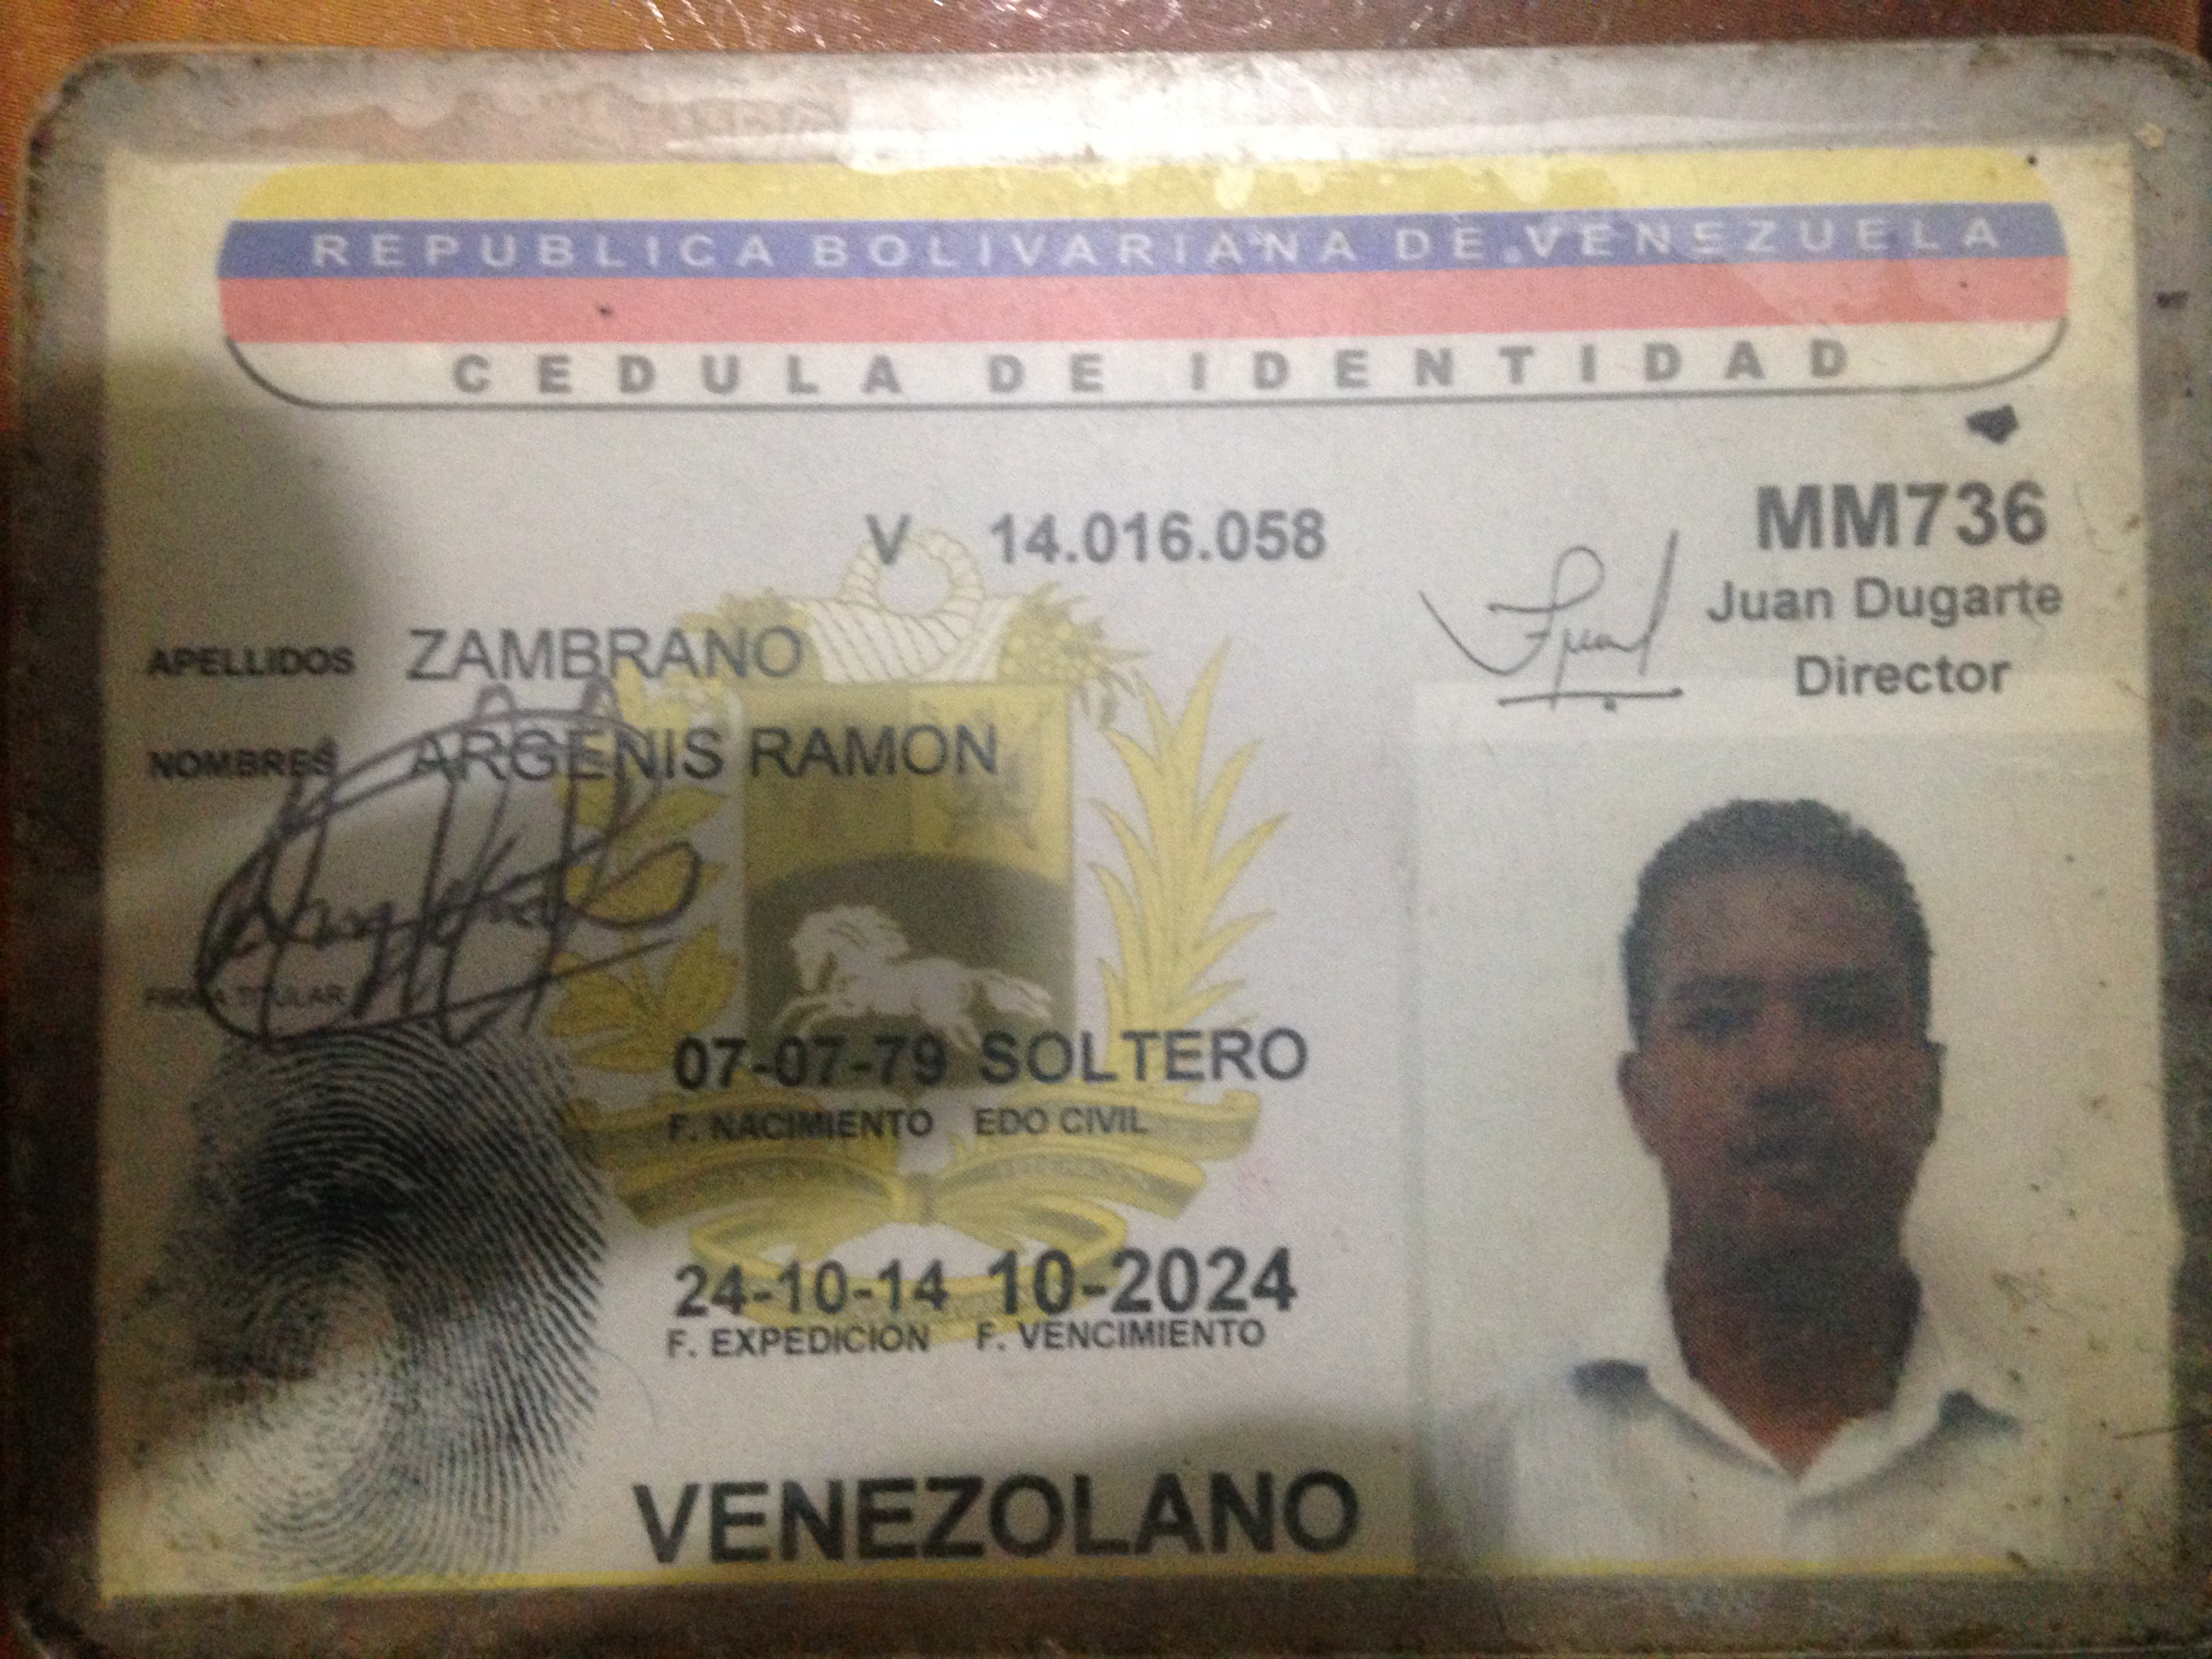 REPUBLICA BOLIVARIANA DE VENEZUELA
CEDULA DE IDENTIDAD
V 14.016.058
MM736
Juan Dugarte
Director
APELLIDOS ZAMBRANO
NOMBRES ARGENIS RAMON
07-07-79 SOLTERO
F. NACIMIENTO EDO CIVIL
24-10-14 10-2024
F. EXPEDICION F. VENCIMIENTO
VENEZOLANO